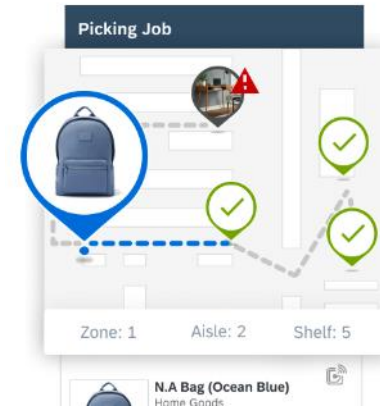 Picking Job
Zone: 1 Aisle: 2 Shelf: 5
N.A Bag (Ocean Blue)
Home Goods